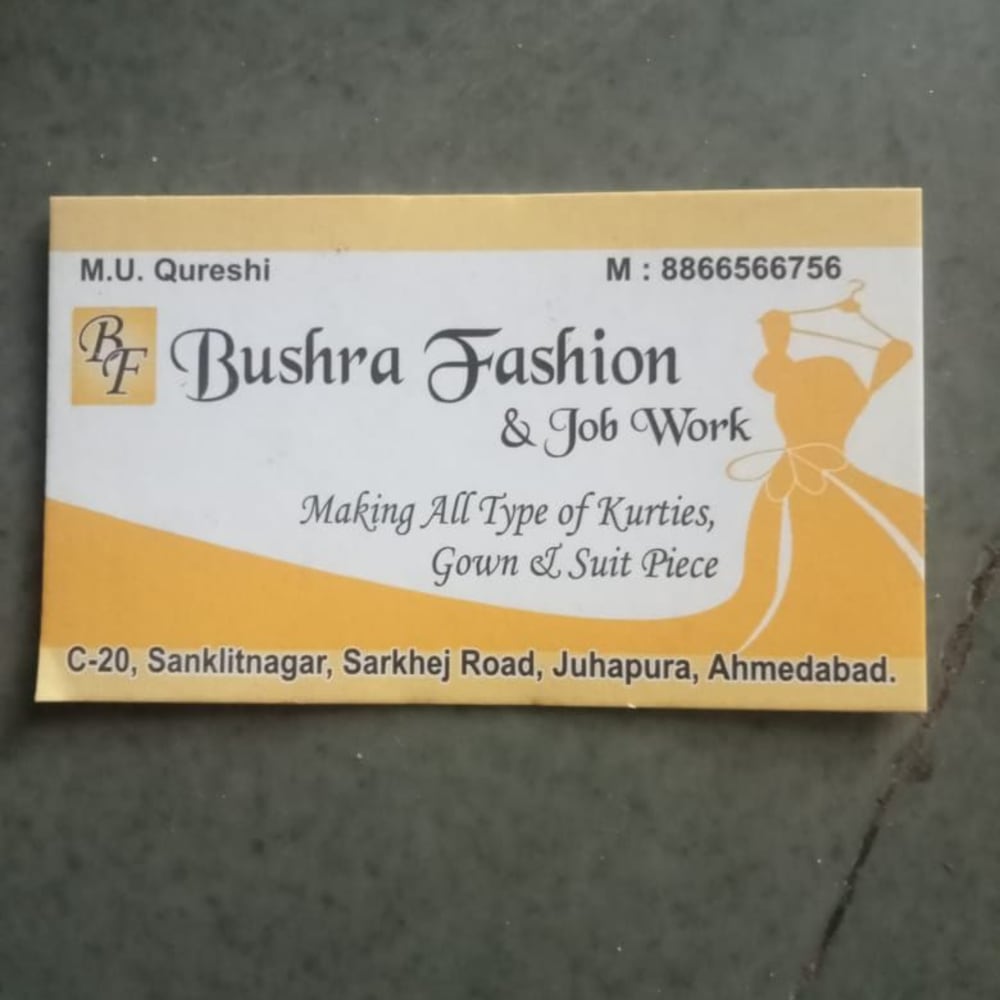 M.U. Qureshi
M : 8866566756
BF
Bushra Fashion
& Job Work
Making All Type of Kurties,
Gown & Suit Piece
C-20, Sanklitnagar, Sarkhej Road, Juhapura, Ahmedabad.